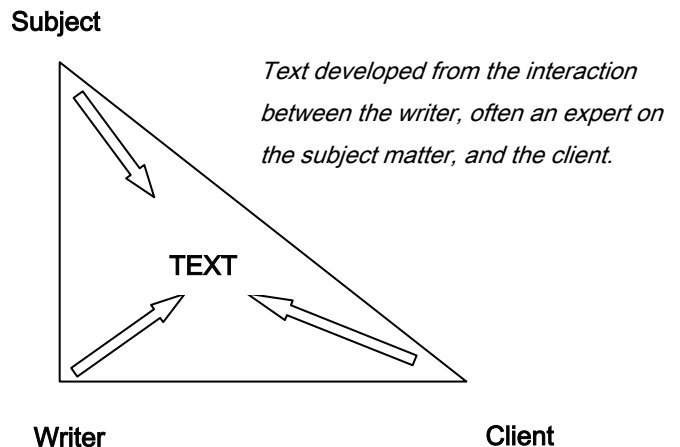 Subject
Text developed from the interaction
between the writer, often an expert on
the subject matter, and the client.
TEXT
Writer
Client